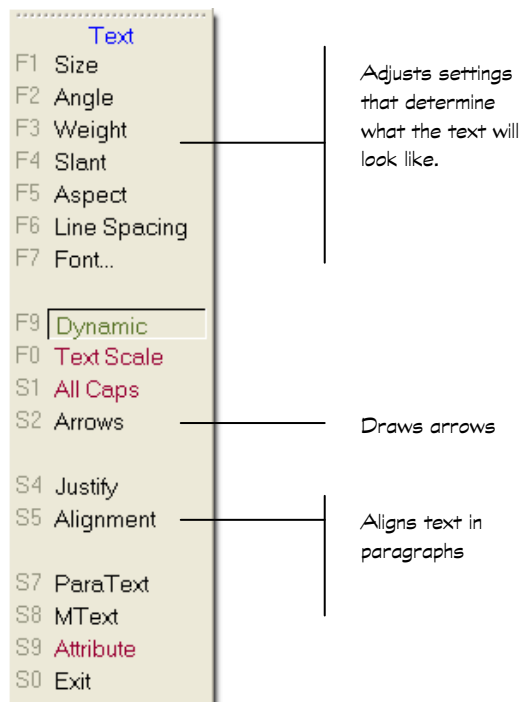 Text
F1 Size
F2 Angle
F3 Weight
F4 Slant
F5 Aspect
F6 Line Spacing
F7 Font...
F9 Dynamic
F0 Text Scale
S1 All Caps
S2 Arrows
S4 Justify
S5 Alignment
S7 ParaText
S8 MText
S9 Attribute
S0 Exit
Adjusts settings
that determine
what the text will
look like.
Draws arrows
Aligns text in
paragraphs